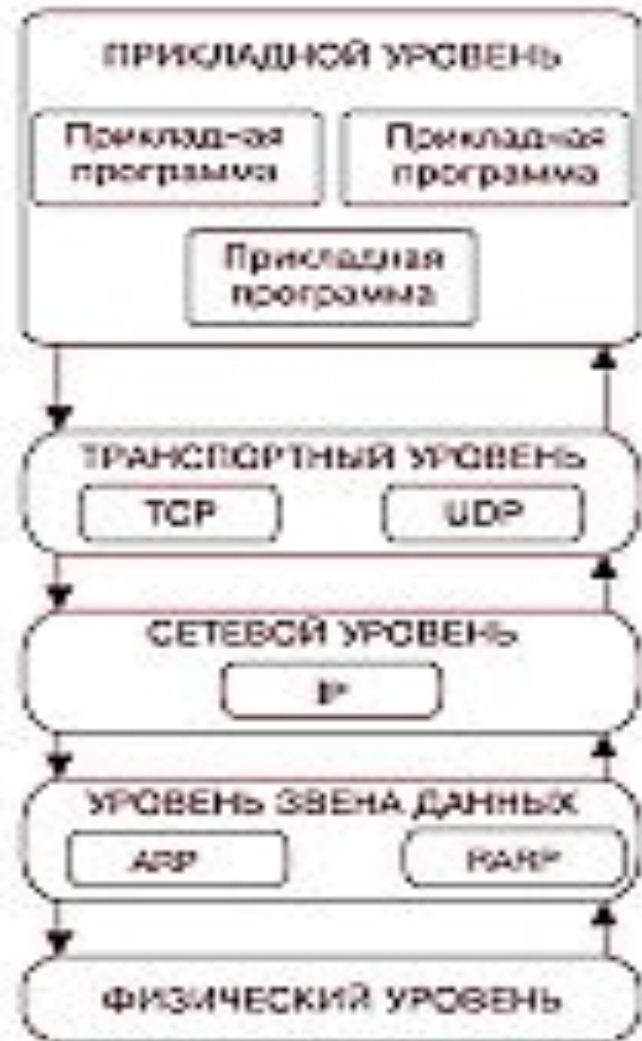 ПРИКЛАДНОЙ УРОВЕНЬ
Прикладная Прикладная
программа программа
Прикладная
программа
ТРАНСПОРТНЫЙ УРОВЕНЬ
TCP UDP
СЕТЕВОЙ УРОВЕНЬ
IP
УРОВЕНЬ ЗВЕНА ДАННЫХ
ARP RARP
ФИЗИЧЕСКИЙ УРОВЕНЬ